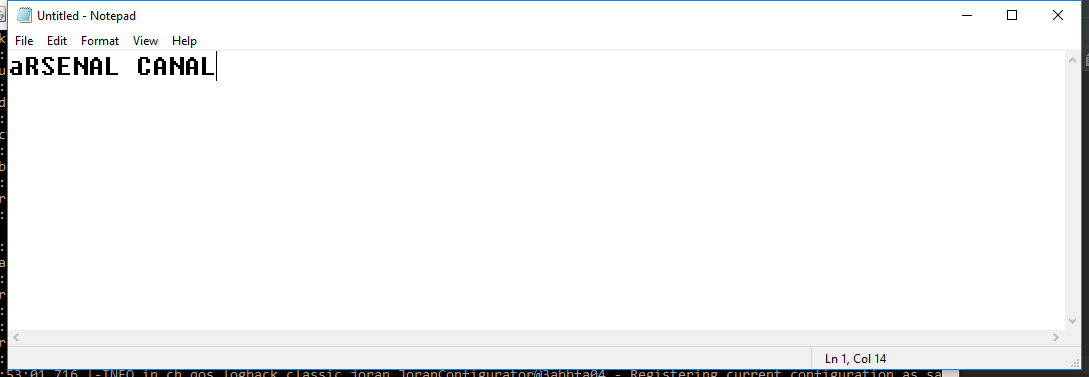 Untitled - Notepad
File Edit Format View Help
aRSENAL CANAL
Ln 1, Col 14
:53:01,716 |-INFO in ch.qos.logback.classic.joran.JoranConfigurator@3abbfa04 - Registering current configuration as sa